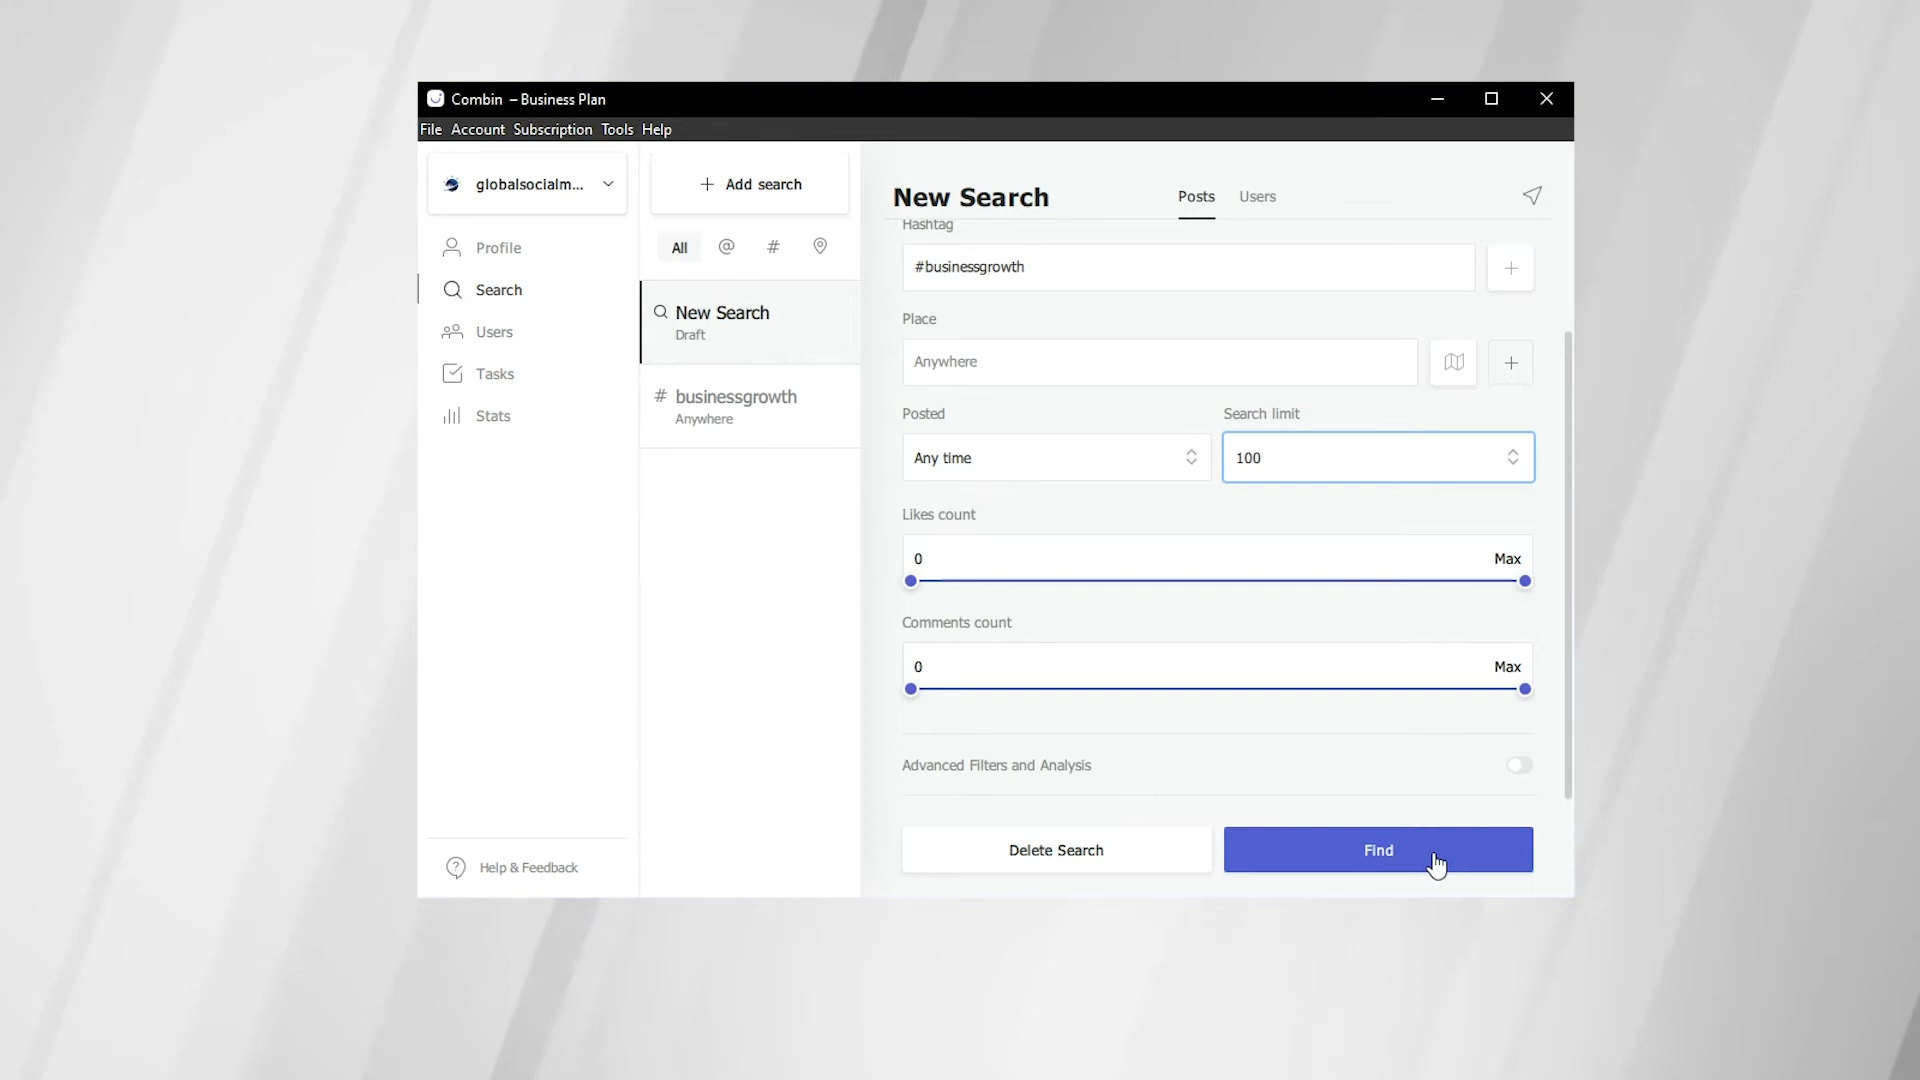 Combin – Business Plan
File Account Subscription Tools Help
globalsocialm...
Profile
Search
Users
Tasks
Stats
Help & Feedback
+ Add search
All @ #
New Search
Draft
# businessgrowth
Anywhere
New Search
Posts Users
Hashtag
#businessgrowth
Place
Anywhere
Posted Search limit
Any time 100
Likes count
0 Max
Comments count
0 Max
Advanced Filters and Analysis
Delete Search Find